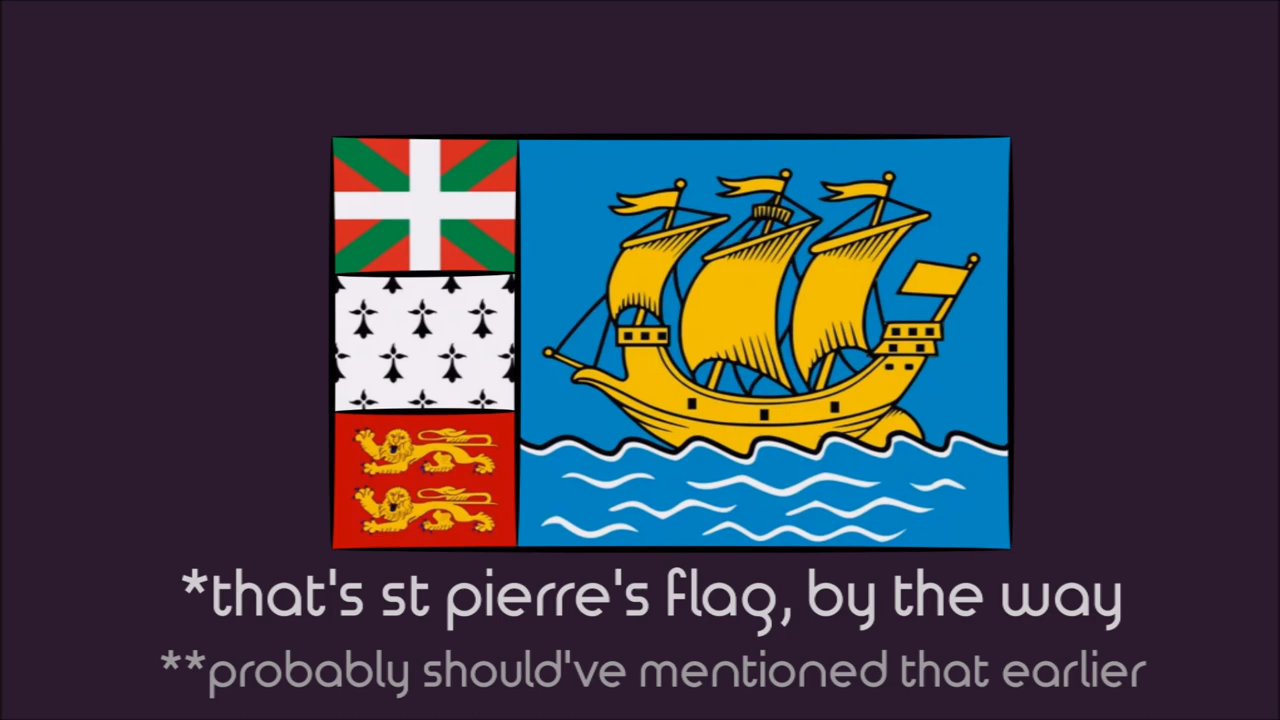 *that's st pierre's flag, by the way
**probably should've mentioned that earlier